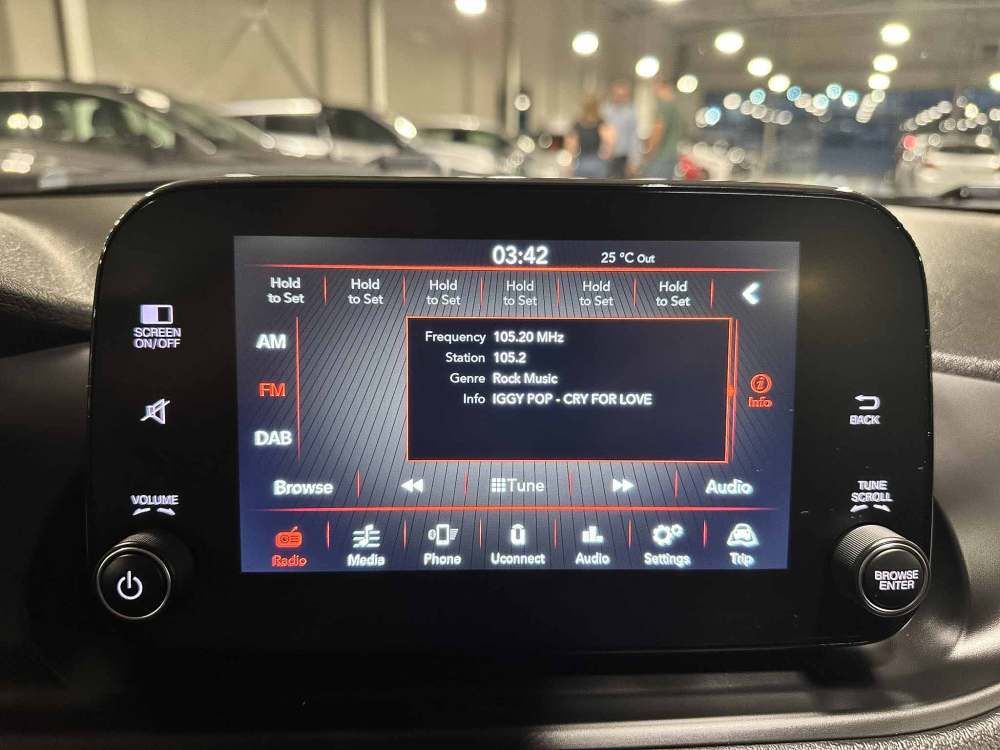 03:42 25 °C Out
Hold to Set
Hold to Set
Hold to Set
Hold to Set
Hold to Set
Hold to Set
SCREEN
ON/OFF
AM
FM
DAB
Frequency 105.20 MHz
Station 105.2
Genre Rock Music
Info IGGY POP - CRY FOR LOVE
i
Info
BACK
Browse
Tune
Audio
VOLUME
TUNE
SCROLL
Radio
Media
Phone
Uconnect
Audio
Settings
Trip
BROWSE
ENTER